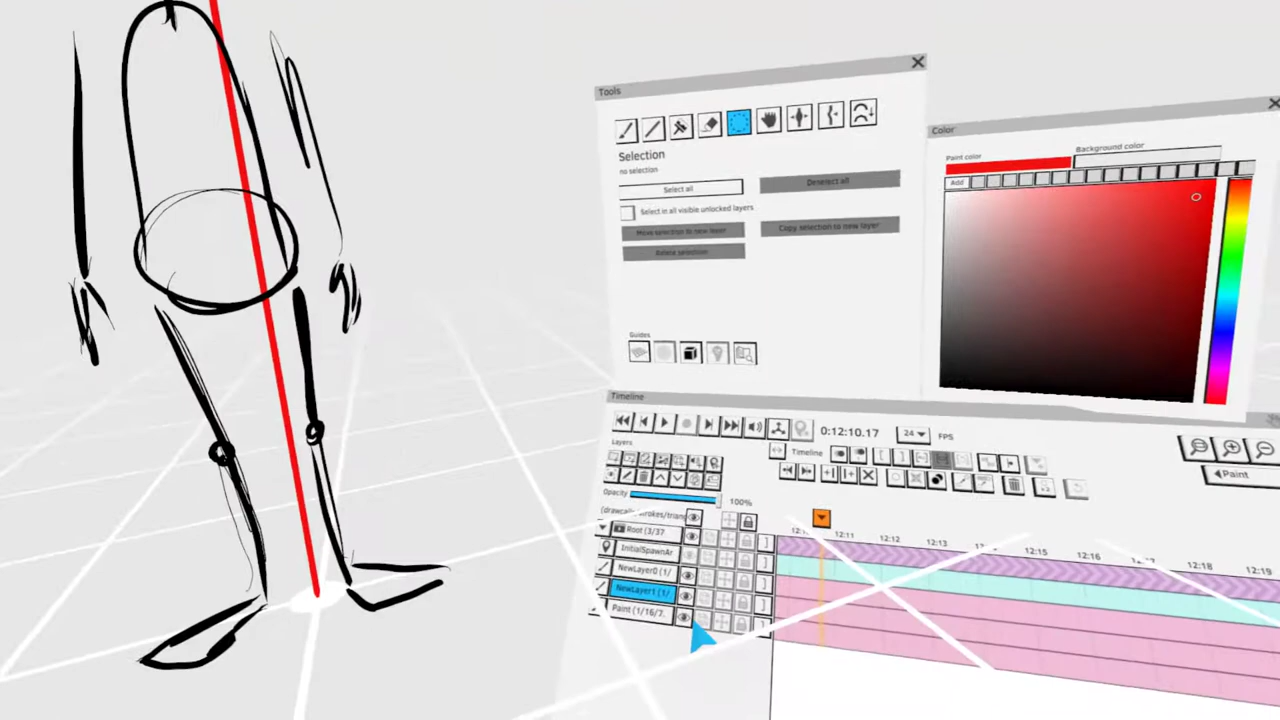 Tools
Selection
no selection
Select all
Deselect all
Select in all visible unlocked layers
Move selection to new layer
Copy selection to new layer
Delete selection
Guides
Color
Paint color
Background color
Add
Timeline
0:12:10.17
24
FPS
Layers
Timeline
Paint
Opacity
100%
(drawcalls/strokes/triang
Root (3/37
InitialSpawnAr
NewLayer0 (1/
NewLayer1 (1/
Paint (1/16/7.
12:11
12:12
12:13
12:15
12:16
12:18
12:19